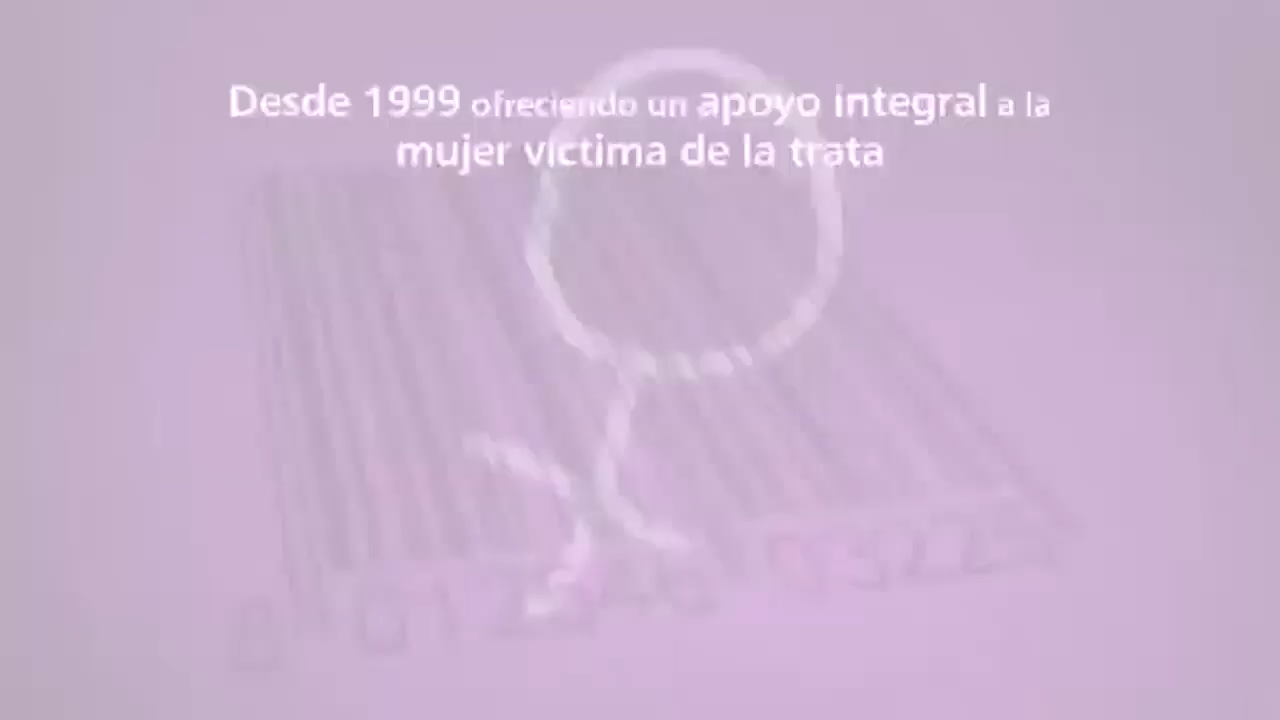 Desde 1999 ofreciendo un apoyo integral a la
mujer víctima de la trata